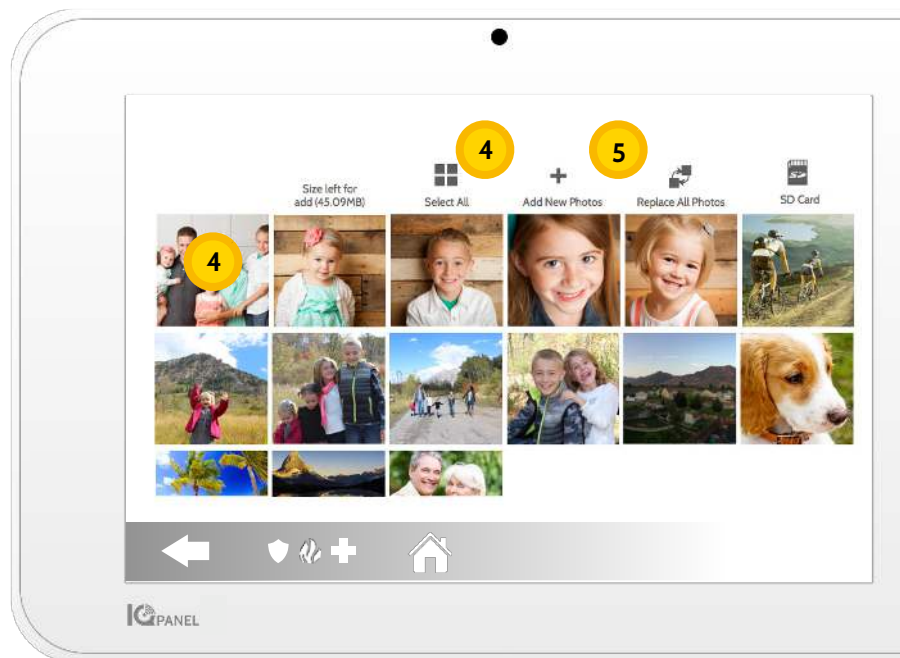 4
5
Size left for
add (45.09MB)
Select All
Add New Photos
Replace All Photos
SD Card
4
IQ PANEL